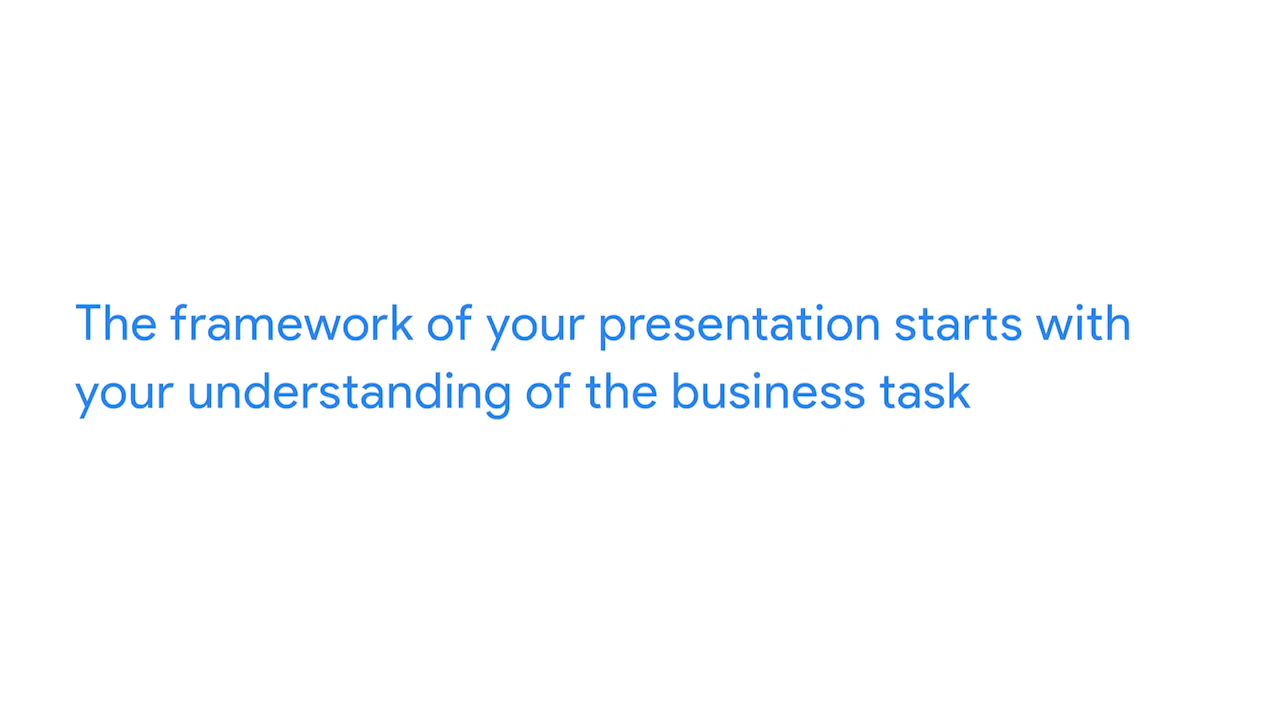 The framework of your presentation starts with
your understanding of the business task